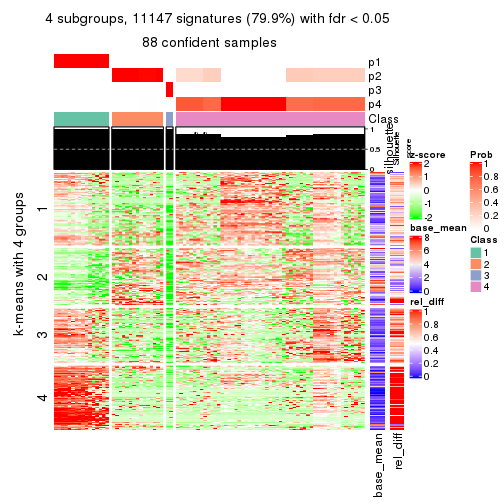 4 subgroups, 11147 signatures (79.9%) with fdr < 0.05
88 confident samples
p1
p2
p3
p4
Class
1
0.5
0
silhouette
Silhouette
score
k-means with 4 groups
1
2
3
4
base_mean
rel_diff
z-score
2
1
0
-1
-2
base_mean
8
6
4
2
0
rel_diff
1
0.8
0.6
0.4
0.2
0
Prob
1
0.8
0.6
0.4
0.2
0
Class
1
2
3
4